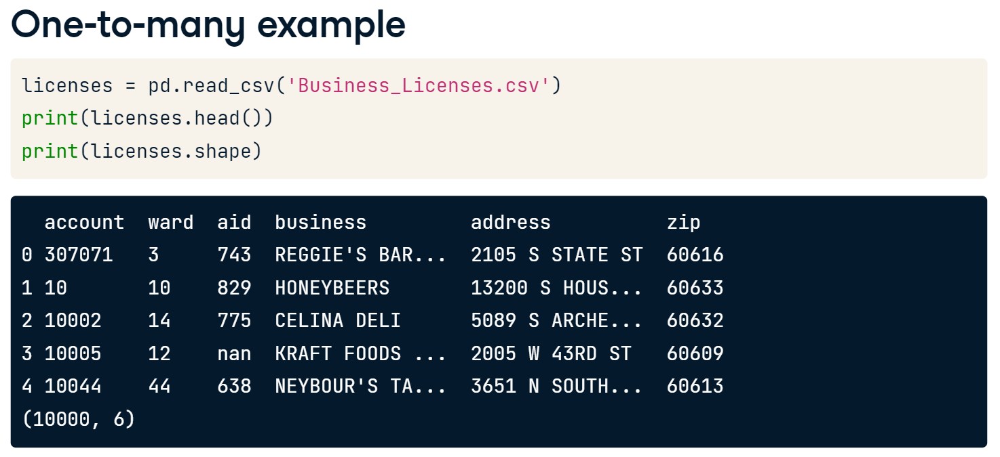 One-to-many example
licenses = pd.read_csv('Business_Licenses.csv')
print(licenses.head())
print(licenses.shape)
account ward aid business address zip
0 307071 3 743 REGGIE'S BAR... 2105 S STATE ST 60616
1 10 10 829 HONEYBEERS 13200 S HOUS... 60633
2 10002 14 775 CELINA DELI 5089 S ARCHE... 60632
3 10005 12 nan KRAFT FOODS ... 2005 W 43RD ST 60609
4 10044 44 638 NEYBOUR'S TA... 3651 N SOUTH... 60613
(10000, 6)